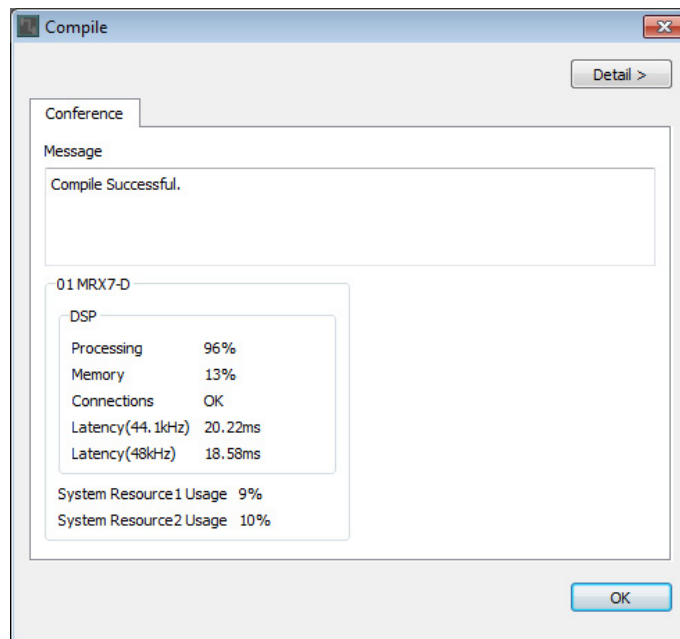 Compile
Detail >
Conference
Message
Compile Successful.
01 MRX7-D
DSP
Processing 96%
Memory 13%
Connections OK
Latency(44.1kHz) 20.22ms
Latency(48kHz) 18.58ms
System Resource1 Usage 9%
System Resource2 Usage 10%
OK